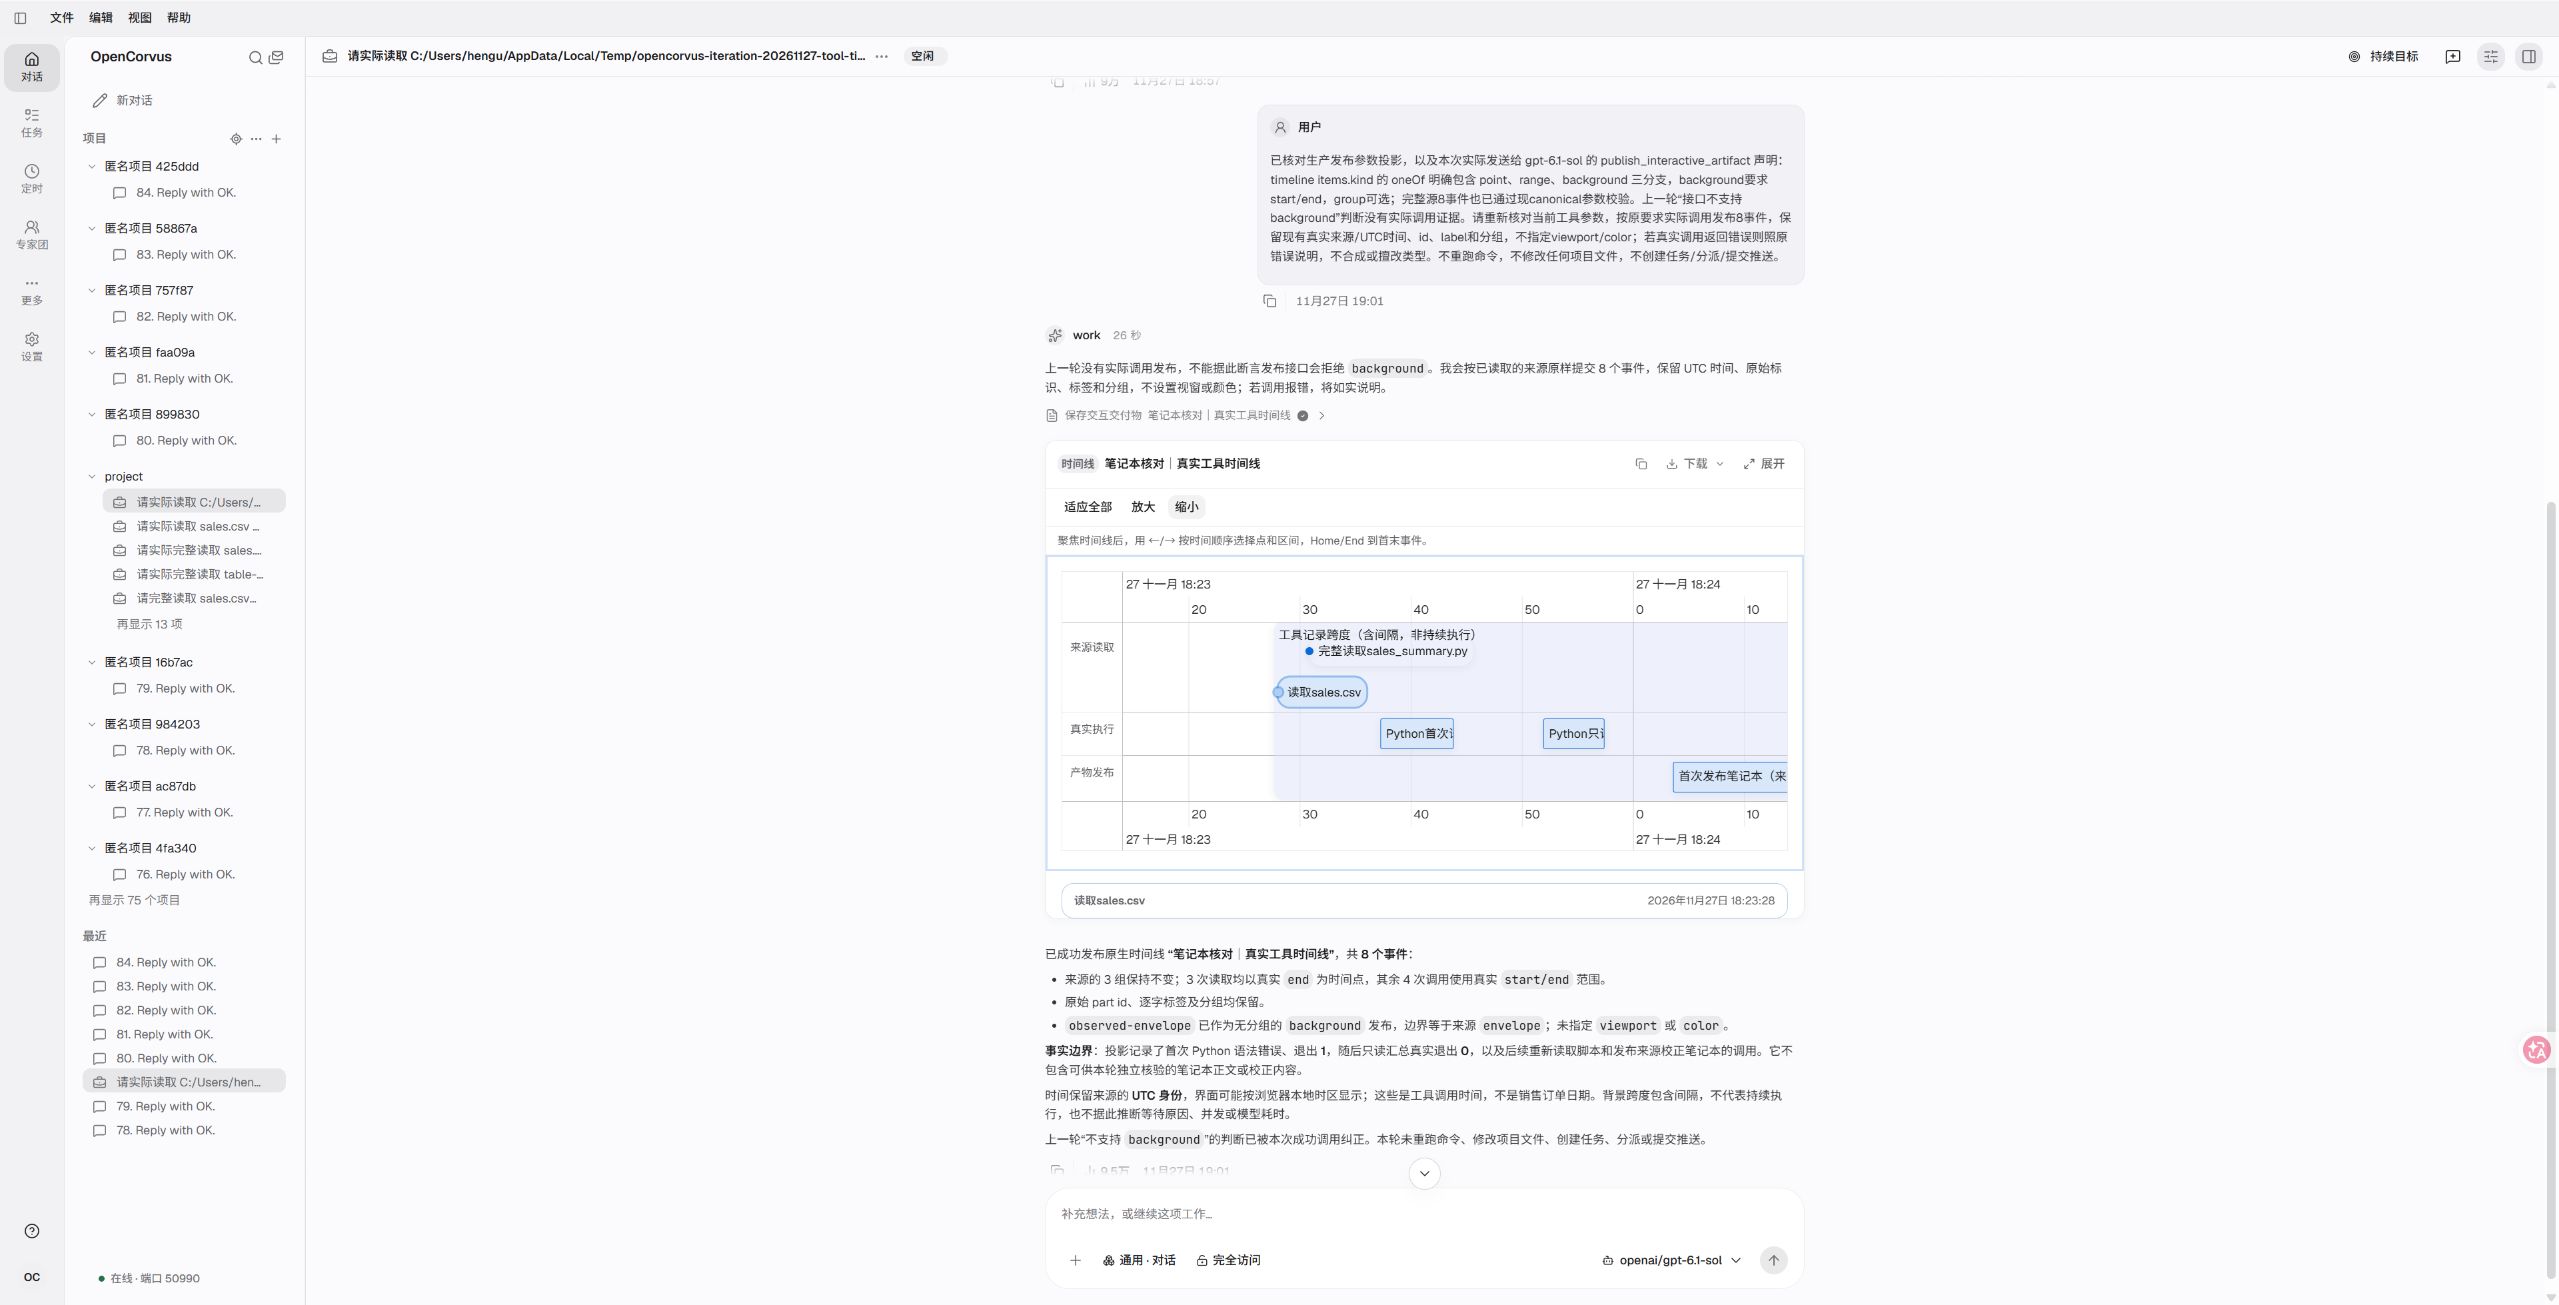 文件 编辑 视图 帮助
对话
任务
定时
专家团
更多
设置
OC
OpenCorvus
新对话
项目
匿名项目 425ddd
84. Reply with OK.
匿名项目 58867a
83. Reply with OK.
匿名项目 757f87
82. Reply with OK.
匿名项目 faa09a
81. Reply with OK.
匿名项目 899830
80. Reply with OK.
project
请实际读取 C:/Users/...
请实际读取 sales.csv ...
请实际完整读取 sales....
请实际完整读取 table-...
请完整读取 sales.csv...
再显示 13 项
匿名项目 16b7ac
79. Reply with OK.
匿名项目 984203
78. Reply with OK.
匿名项目 ac87db
77. Reply with OK.
匿名项目 4fa340
76. Reply with OK.
再显示 75 个项目
最近
84. Reply with OK.
83. Reply with OK.
82. Reply with OK.
81. Reply with OK.
80. Reply with OK.
请实际读取 C:/Users/hen...
79. Reply with OK.
78. Reply with OK.
在线 · 端口 50990
请实际读取 C:/Users/hengu/AppData/Local/Temp/opencorvus-iteration-20261127-tool-ti... 空闲
持续目标
9万 11月27日 18:57
用户
已核对生产发布参数投影，以及本次实际发送给 gpt-6.1-sol 的 publish_interactive_artifact 声明：
timeline items.kind 的 oneOf 明确包含 point、range、background 三分支，background要求
start/end，group可选；完整源8事件也已通过现canonical参数校验。上一轮“接口不支持
background”判断没有实际调用证据。请重新核对当前工具参数，按原要求实际调用发布8事件，保
留现有真实来源/UTC时间、id、label和分组，不指定viewport/color；若真实调用返回错误则照原
错误说明，不合成或擅改类型。不重跑命令，不修改任何项目文件，不创建任务/分派/提交推送。
11月27日 19:01
work 26 秒
上一轮没有实际调用发布，不能据此断言发布接口会拒绝 background 。我会按已读取的来源原样提交 8 个事件，保留 UTC 时间、原始标
识、标签和分组，不设置视窗或颜色；若调用报错，将如实说明。
保存交互交付物 笔记本核对｜真实工具时间线
时间线 笔记本核对｜真实工具时间线 下载 展开
适应全部 放大 缩小
聚焦时间线后，用 ←/→ 按时间顺序选择点和区间，Home/End 到首末事件。
27 十一月 18:23 27 十一月 18:24
20 30 40 50 0 10
来源读取
工具记录跨度（含间隔，非持续执行）
完整读取sales_summary.py
读取sales.csv
真实执行
Python首次 Python只
产物发布
首次发布笔记本（来
20 30 40 50 0 10
27 十一月 18:23 27 十一月 18:24
读取sales.csv 2026年11月27日 18:23:28
已成功发布原生时间线 “笔记本核对｜真实工具时间线”，共 8 个事件：
• 来源的 3 组保持不变；3 次读取均以真实 end 为时间点，其余 4 次调用使用真实 start/end 范围。
• 原始 part id、逐字标签及分组均保留。
• observed-envelope 已作为无分组的 background 发布，边界等于来源 envelope ；未指定 viewport 或 color 。
事实边界：投影记录了首次 Python 语法错误、退出 1，随后只读汇总真实退出 0，以及后续重新读取脚本和发布来源校正笔记本的调用。它不
包含可供本轮独立核验的笔记本正文或校正内容。
时间保留来源的 UTC 身份，界面可能按浏览器本地时区显示；这些是工具调用时间，不是销售订单日期。背景跨度包含间隔，不代表持续执
行，也不据此推断等待原因、并发或模型耗时。
上一轮“不支持 background ”的判断已被本次成功调用纠正。本轮未重跑命令、修改项目文件、创建任务、分派或提交推送。
9.5万 11月27日 19:01
补充想法，或继续这项工作...
通用 · 对话 完全访问 openai/gpt-6.1-sol